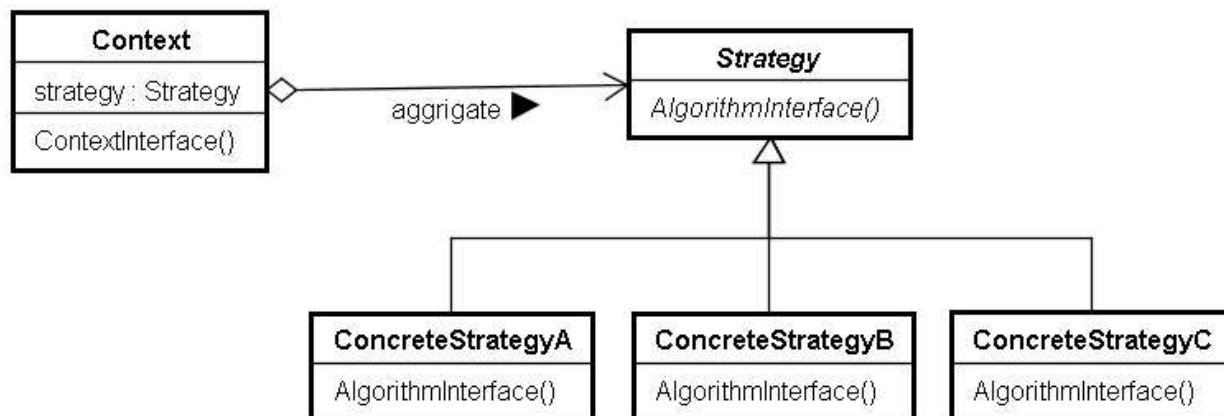 Context
strategy : Strategy
ContextInterface()
aggrigate
Strategy
AlgorithmInterface()
ConcreteStrategyA
AlgorithmInterface()
ConcreteStrategyB
AlgorithmInterface()
ConcreteStrategyC
AlgorithmInterface()